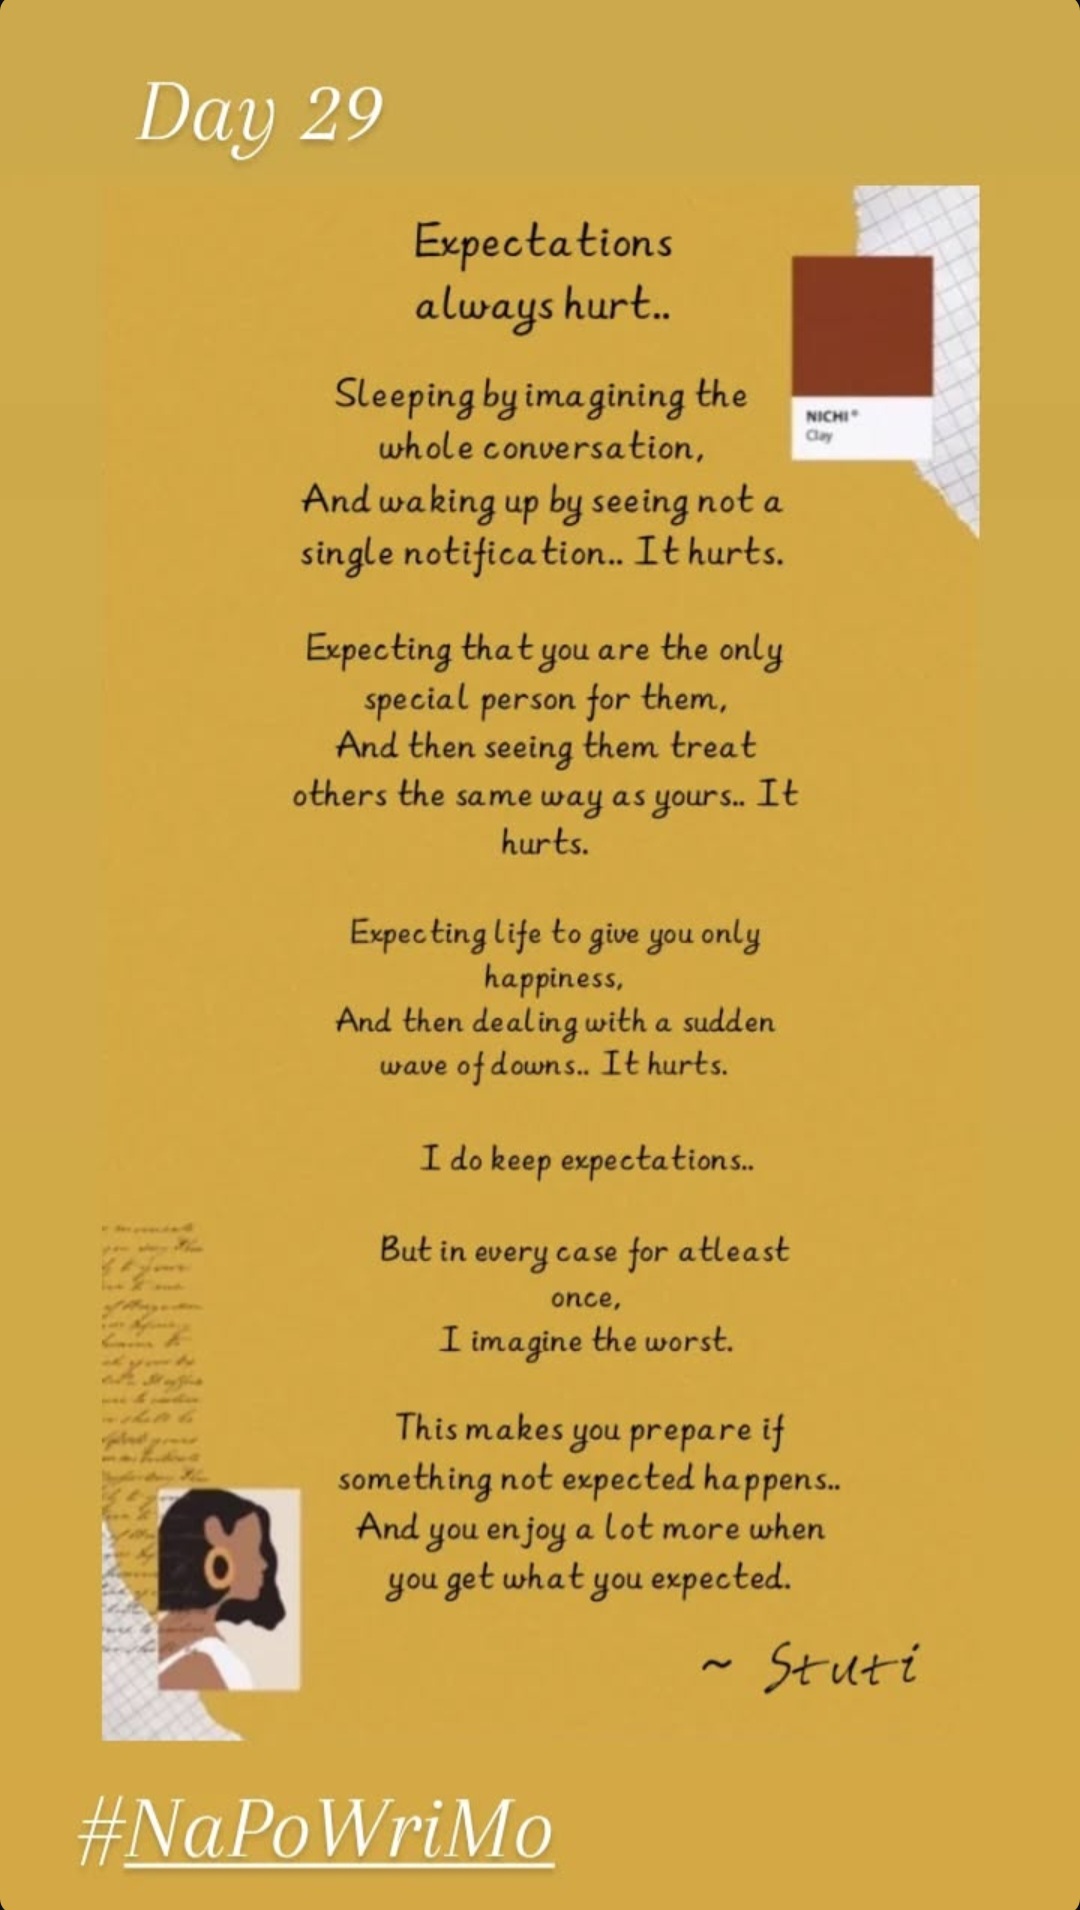 Day 29
Expectations
always hurt..
NICHI®
Clay
Sleeping by imagining the
whole conversation,
And waking up by seeing not a
single notification.. It hurts.
Expecting that you are the only
special person for them,
And then seeing them treat
others the same way as yours.. It
hurts.
Expecting life to give you only
happiness,
And then dealing with a sudden
wave of downs.. It hurts.
I do keep expectations..
But in every case for atleast
once,
I imagine the worst.
This makes you prepare if
something not expected happens..
And you enjoy a lot more when
you get what you expected.
~ Stuti
#NaPoWriMo